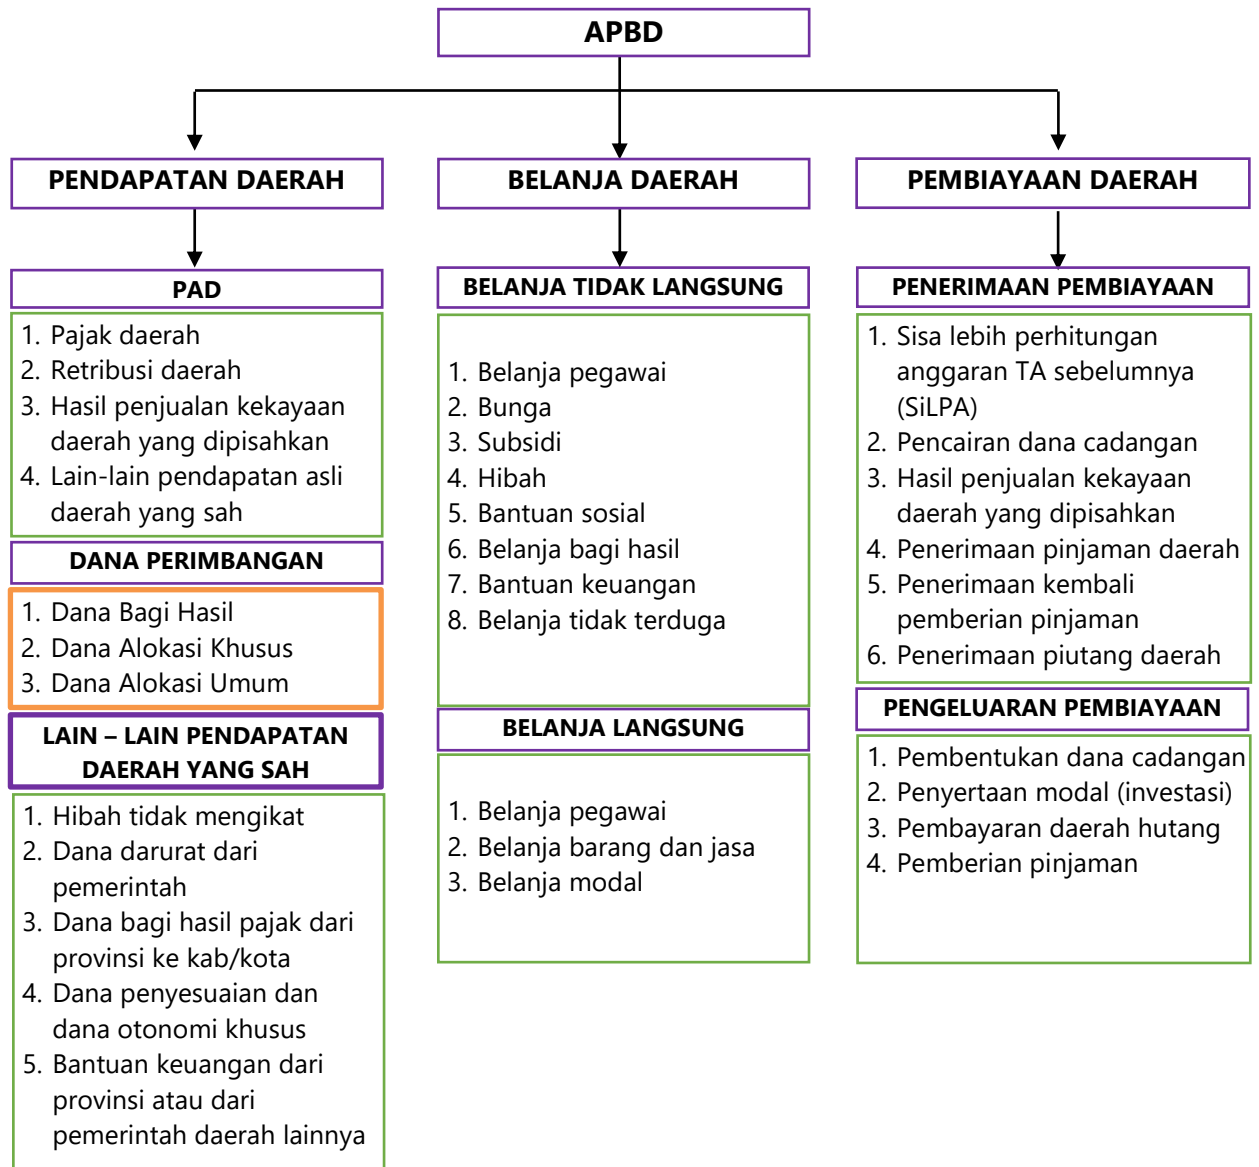 APBD
PENDAPATAN DAERAH
PAD
1. Pajak daerah
2. Retribusi daerah
3. Hasil penjualan kekayaan
daerah yang dipisahkan
4. Lain-lain pendapatan asli
daerah yang sah
DANA PERIMBANGAN
1. Dana Bagi Hasil
2. Dana Alokasi Khusus
3. Dana Alokasi Umum
LAIN – LAIN PENDAPATAN
DAERAH YANG SAH
1. Hibah tidak mengikat
2. Dana darurat dari
pemerintah
3. Dana bagi hasil pajak dari
provinsi ke kab/kota
4. Dana penyesuaian dan
dana otonomi khusus
5. Bantuan keuangan dari
provinsi atau dari
pemerintah daerah lainnya
BELANJA DAERAH
BELANJA TIDAK LANGSUNG
1. Belanja pegawai
2. Bunga
3. Subsidi
4. Hibah
5. Bantuan sosial
6. Belanja bagi hasil
7. Bantuan keuangan
8. Belanja tidak terduga
BELANJA LANGSUNG
1. Belanja pegawai
2. Belanja barang dan jasa
3. Belanja modal
PEMBIAYAAN DAERAH
PENERIMAAN PEMBIAYAAN
1. Sisa lebih perhitungan
anggaran TA sebelumnya
(SiLPA)
2. Pencairan dana cadangan
3. Hasil penjualan kekayaan
daerah yang dipisahkan
4. Penerimaan pinjaman daerah
5. Penerimaan kembali
pemberian pinjaman
6. Penerimaan piutang daerah
PENGELUARAN PEMBIAYAAN
1. Pembentukan dana cadangan
2. Penyertaan modal (investasi)
3. Pembayaran daerah hutang
4. Pemberian pinjaman